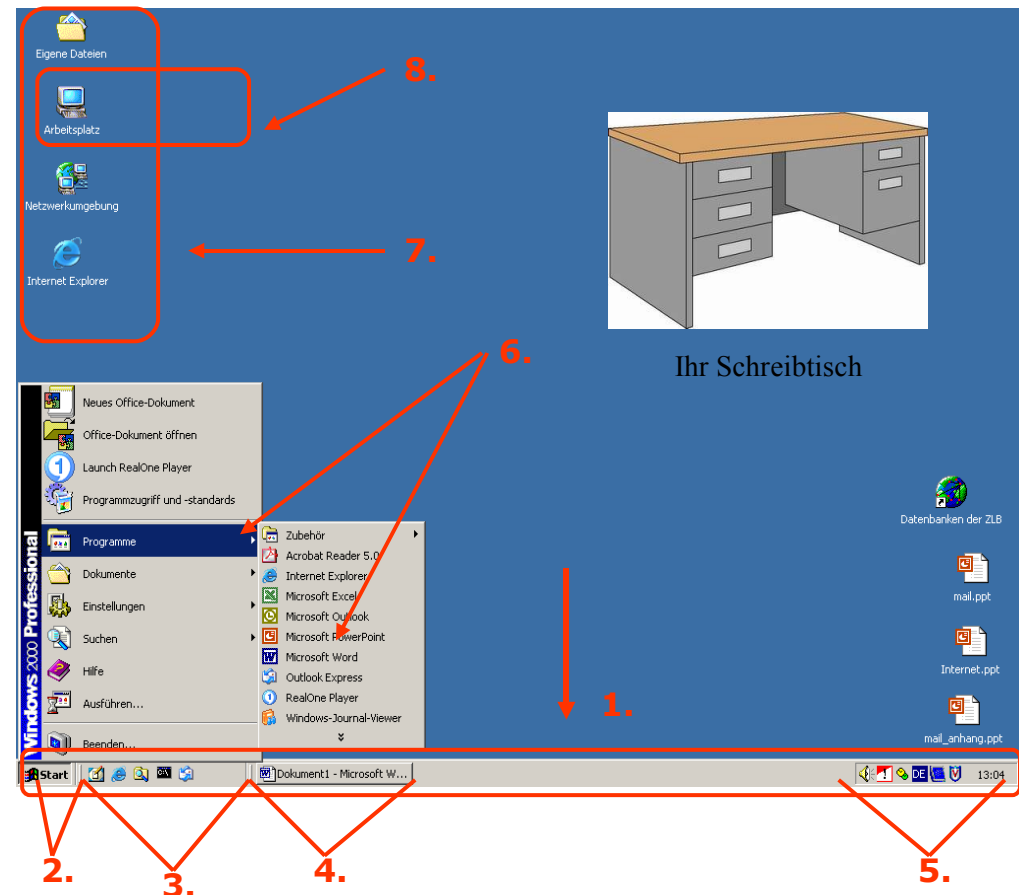 Eigene Dateien
8.
Arbeitsplatz
Netzwerkumgebung
7.
Internet Explorer
6.
Ihr Schreibtisch
Neues Office-Dokument
Office-Dokument öffnen
Launch RealOne Player
Programmzugriff und -standards
Programme
Dokumente
Einstellungen
Suchen
Hilfe
Ausführen...
Beenden...
Windows 2000 Professional
Zubehör
Acrobat Reader 5.0
Internet Explorer
Microsoft Excel
Microsoft Outlook
Microsoft PowerPoint
Microsoft Word
Outlook Express
RealOne Player
Windows-Journal-Viewer
Datenbanken der ZLB
mail.ppt
Internet.ppt
mail_anhang.ppt
1.
Start
Dokument1 - Microsoft W...
DE
13:04
2.
3.
4.
5.